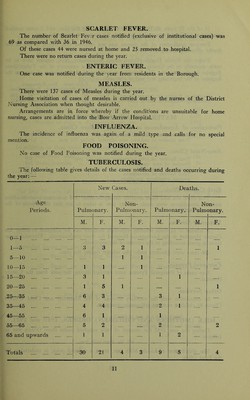 SCARLET FEVER.
The number of Scarlet Fever cases notified (exclusive of institutional cases) was
69 as compared with 36 in 1946.
Of these cases 44 were nursed at home and 25 removed to hospital.
There were no return cases during the year.
ENTERIC FEVER.
One case was notified during the year from residents in the Borough.
MEASLES.
There were 137 cases of Measles during the year.
Home visitation of cases of measles is carried out by the nurses of the District
Nursing Association when thought desirable.
Arrangements are in force whereby if the conditions are unsuitable for home
nursing, cases are admitted into the Bow Arrow Hospital.
INFLUENZA.
The incidence of influenza was again of a mild type and calls for no special
mention.
FOOD POISONING.
No case of Food Poisoning was notified during the year.
TUBERCULOSIS.
The following table gives details of the cases notified and deaths occurring during
the year:—
New Cases. Deaths.
Age Periods. Pulmonary. Non-Pulmonary. Pulmonary. Non-Pulmonary.
M. F. M. F. M. F. M. F.
0—1
1—5 3 3 2 1 1
5—10 1 1
10—15 1 1 1
15—20 3 1 1
20—25 1 5 1 1
25—35 6 3 3 1
35—45 4 4 2 1
45—55 6 1 1
55—65 5 2 2 2
65 and upwards 1 1 1 2
Totals 30 21 4 3 9 5 4
21